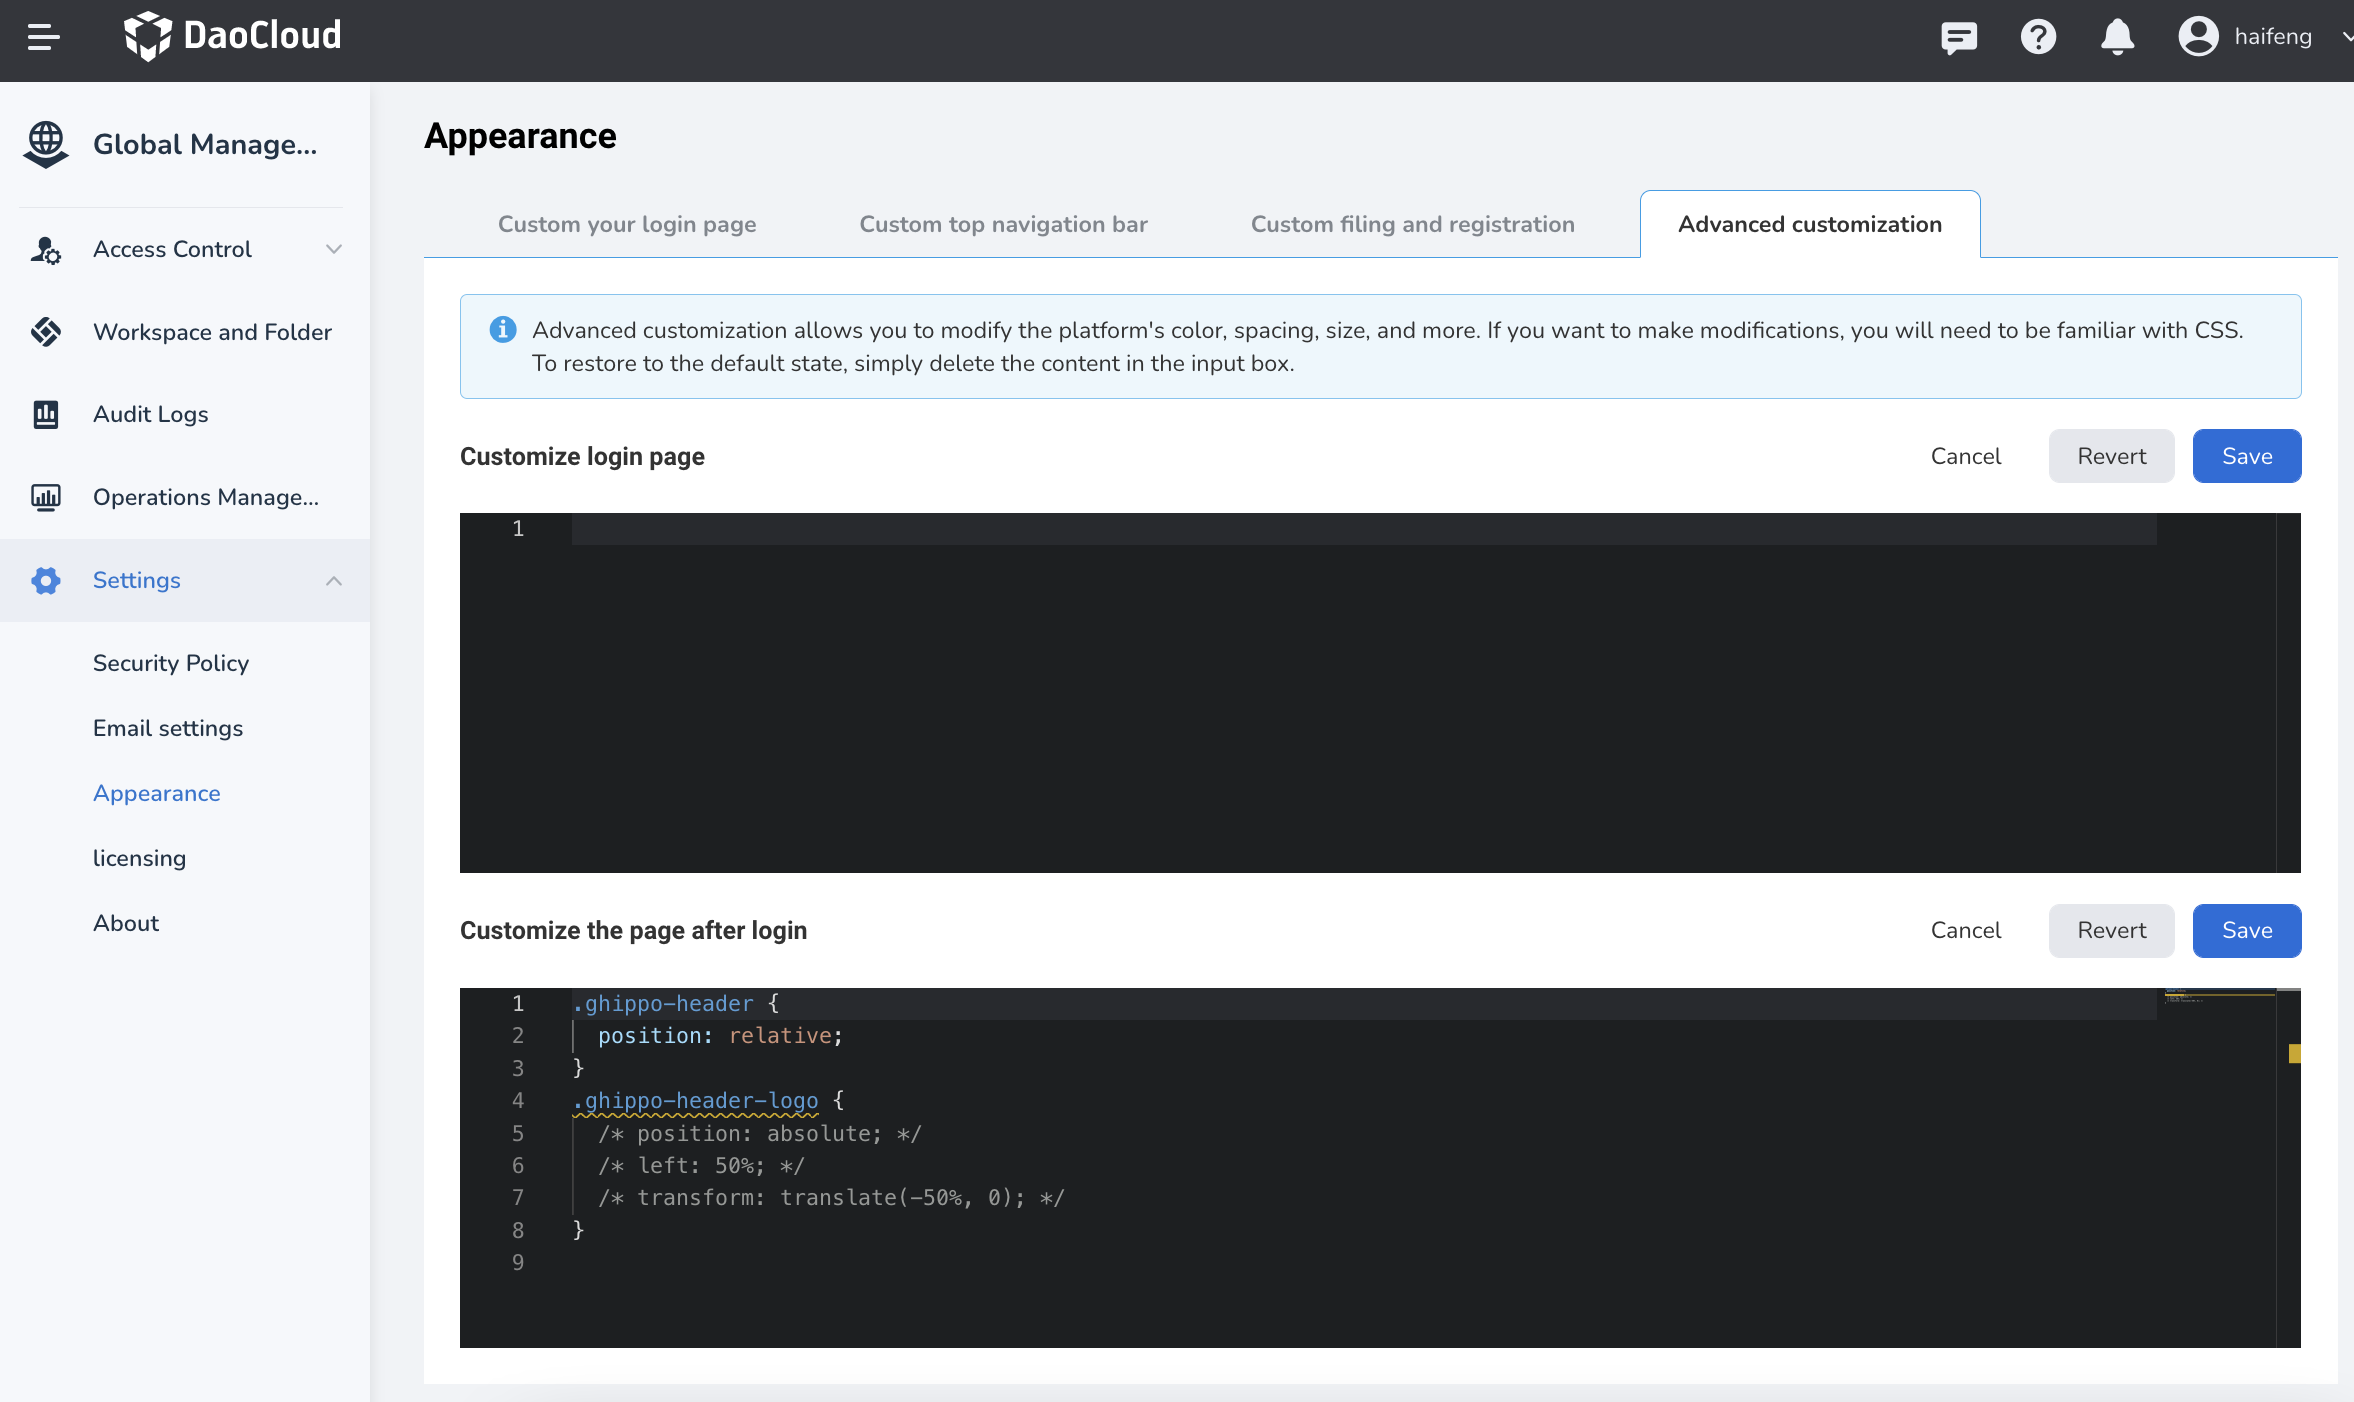 DaoCloud
haifeng
Global Manage...
Access Control
Workspace and Folder
Audit Logs
Operations Manage...
Settings
Security Policy
Email settings
Appearance
licensing
About
Appearance
Custom your login page
Custom top navigation bar
Custom filing and registration
Advanced customization
Advanced customization allows you to modify the platform's color, spacing, size, and more. If you want to make modifications, you will need to be familiar with CSS.
To restore to the default state, simply delete the content in the input box.
Customize login page
Cancel
Revert
Save
1
Customize the page after login
Cancel
Revert
Save
1 .ghippo-header {
2   position: relative;
3 }
4 .ghippo-header-logo {
5   /* position: absolute; */
6   /* left: 50%; */
7   /* transform: translate(-50%, 0); */
8 }
9